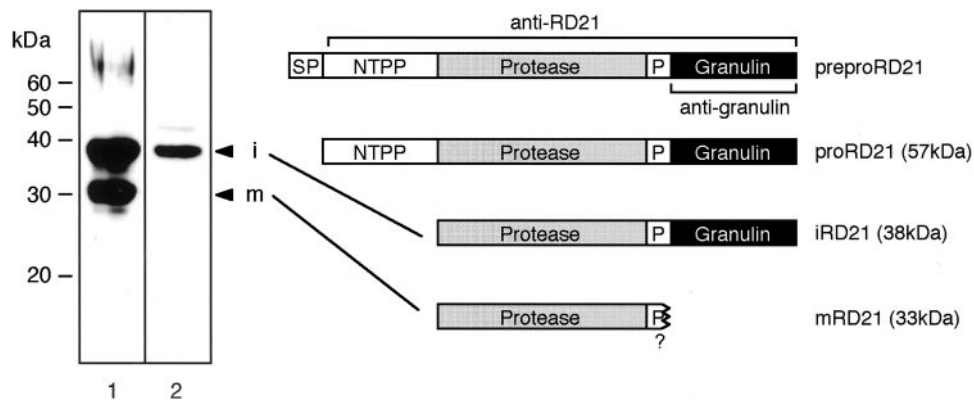 anti-RD21
kDa
SP NTPP Protease P Granulin preproRD21
60
50
anti-granulin
40
i
NTPP Protease P Granulin proRD21 (57kDa)
m
30
Protease P Granulin iRD21 (38kDa)
20
Protease P mRD21 (33kDa)
?
1 2